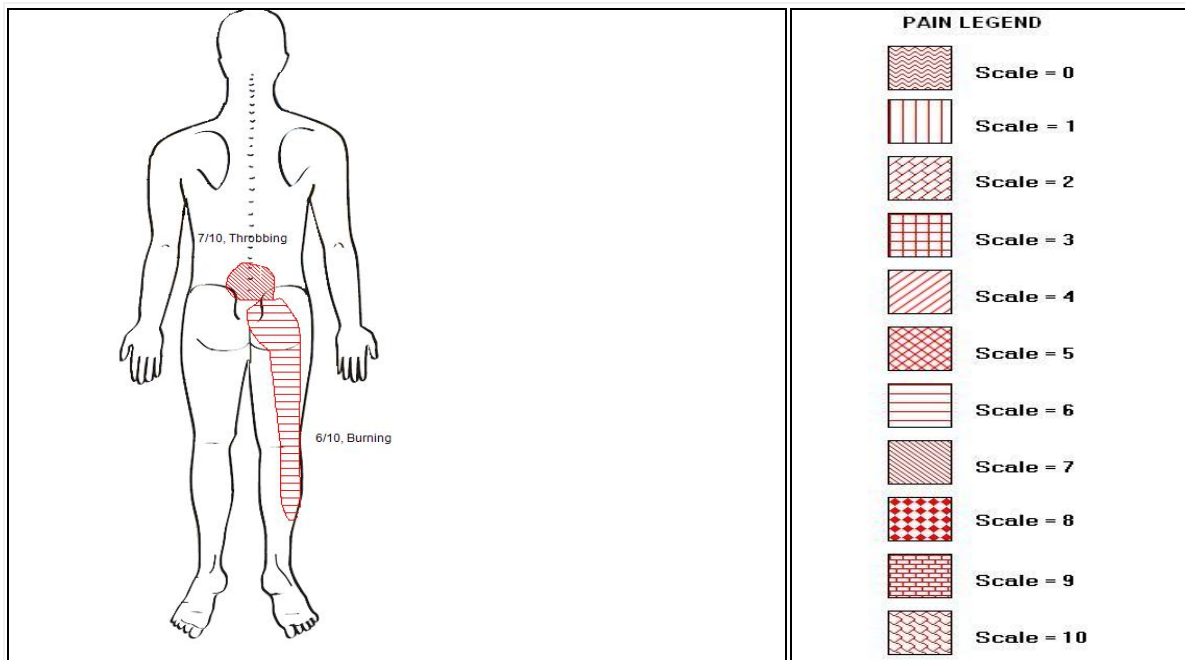 7/10, Throbbing
6/10, Burning
PAIN LEGEND
Scale = 0
Scale = 1
Scale = 2
Scale = 3
Scale = 4
Scale = 5
Scale = 6
Scale = 7
Scale = 8
Scale = 9
Scale = 10